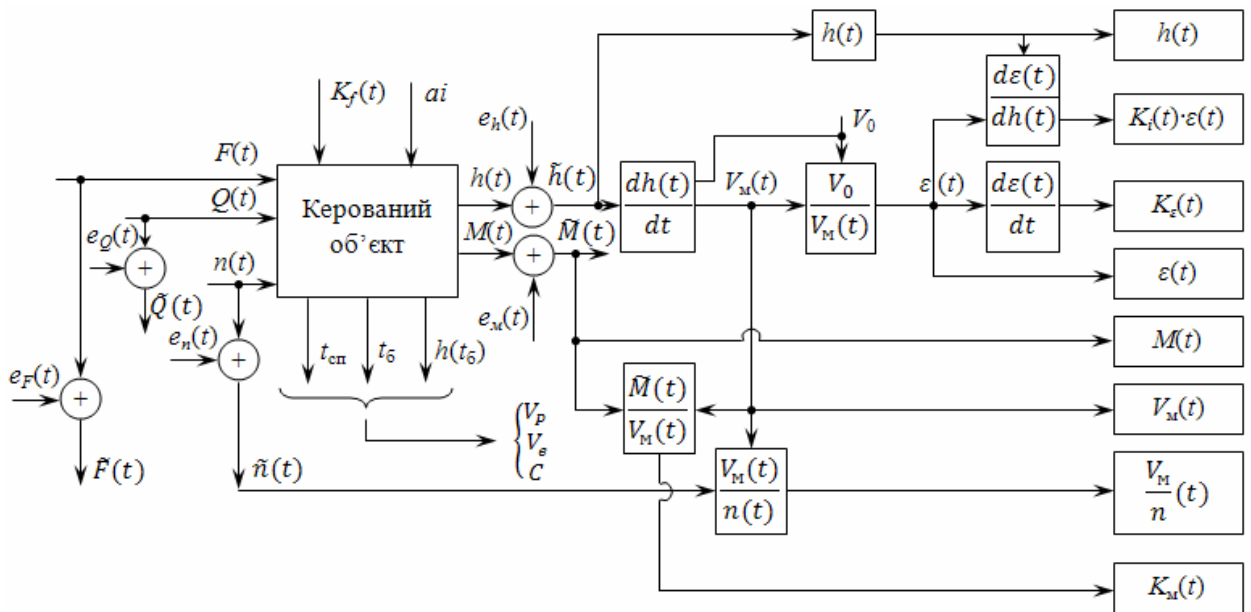 h(t)
h(t)
K_f(t)
ai
e_h(t)
V_0
dε(t)
dh(t)
K_i(t)·ε(t)
F(t)
Q(t)
n(t)
Керований
об’єкт
h(t)
M(t)
h̃(t)
M̃(t)
dh(t)
dt
V_м(t)
V_0
V_м(t)
ε(t)
dε(t)
dt
K_ε(t)
e_Q(t)
+
+
+
Q̃(t)
ε(t)
e_n(t)
+
e_м(t)
M(t)
t_сп
t_б
h(t_б)
e_F(t)
+
M̃(t)
V_м(t)
V_м(t)
V_p
V_в
C
F̃(t)
ñ(t)
V_м(t)
n(t)
V_м
n
(t)
K_м(t)